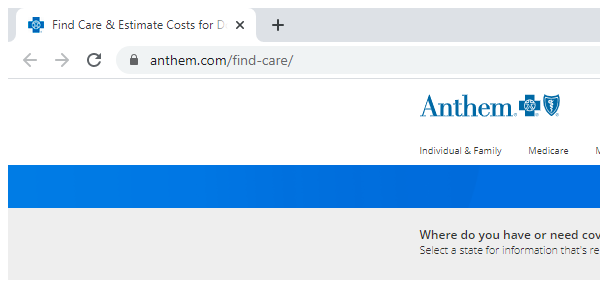 Find Care & Estimate Costs for D
anthem.com/find-care/
Anthem
Individual & Family Medicare
Where do you have or need cov
Select a state for information that's re